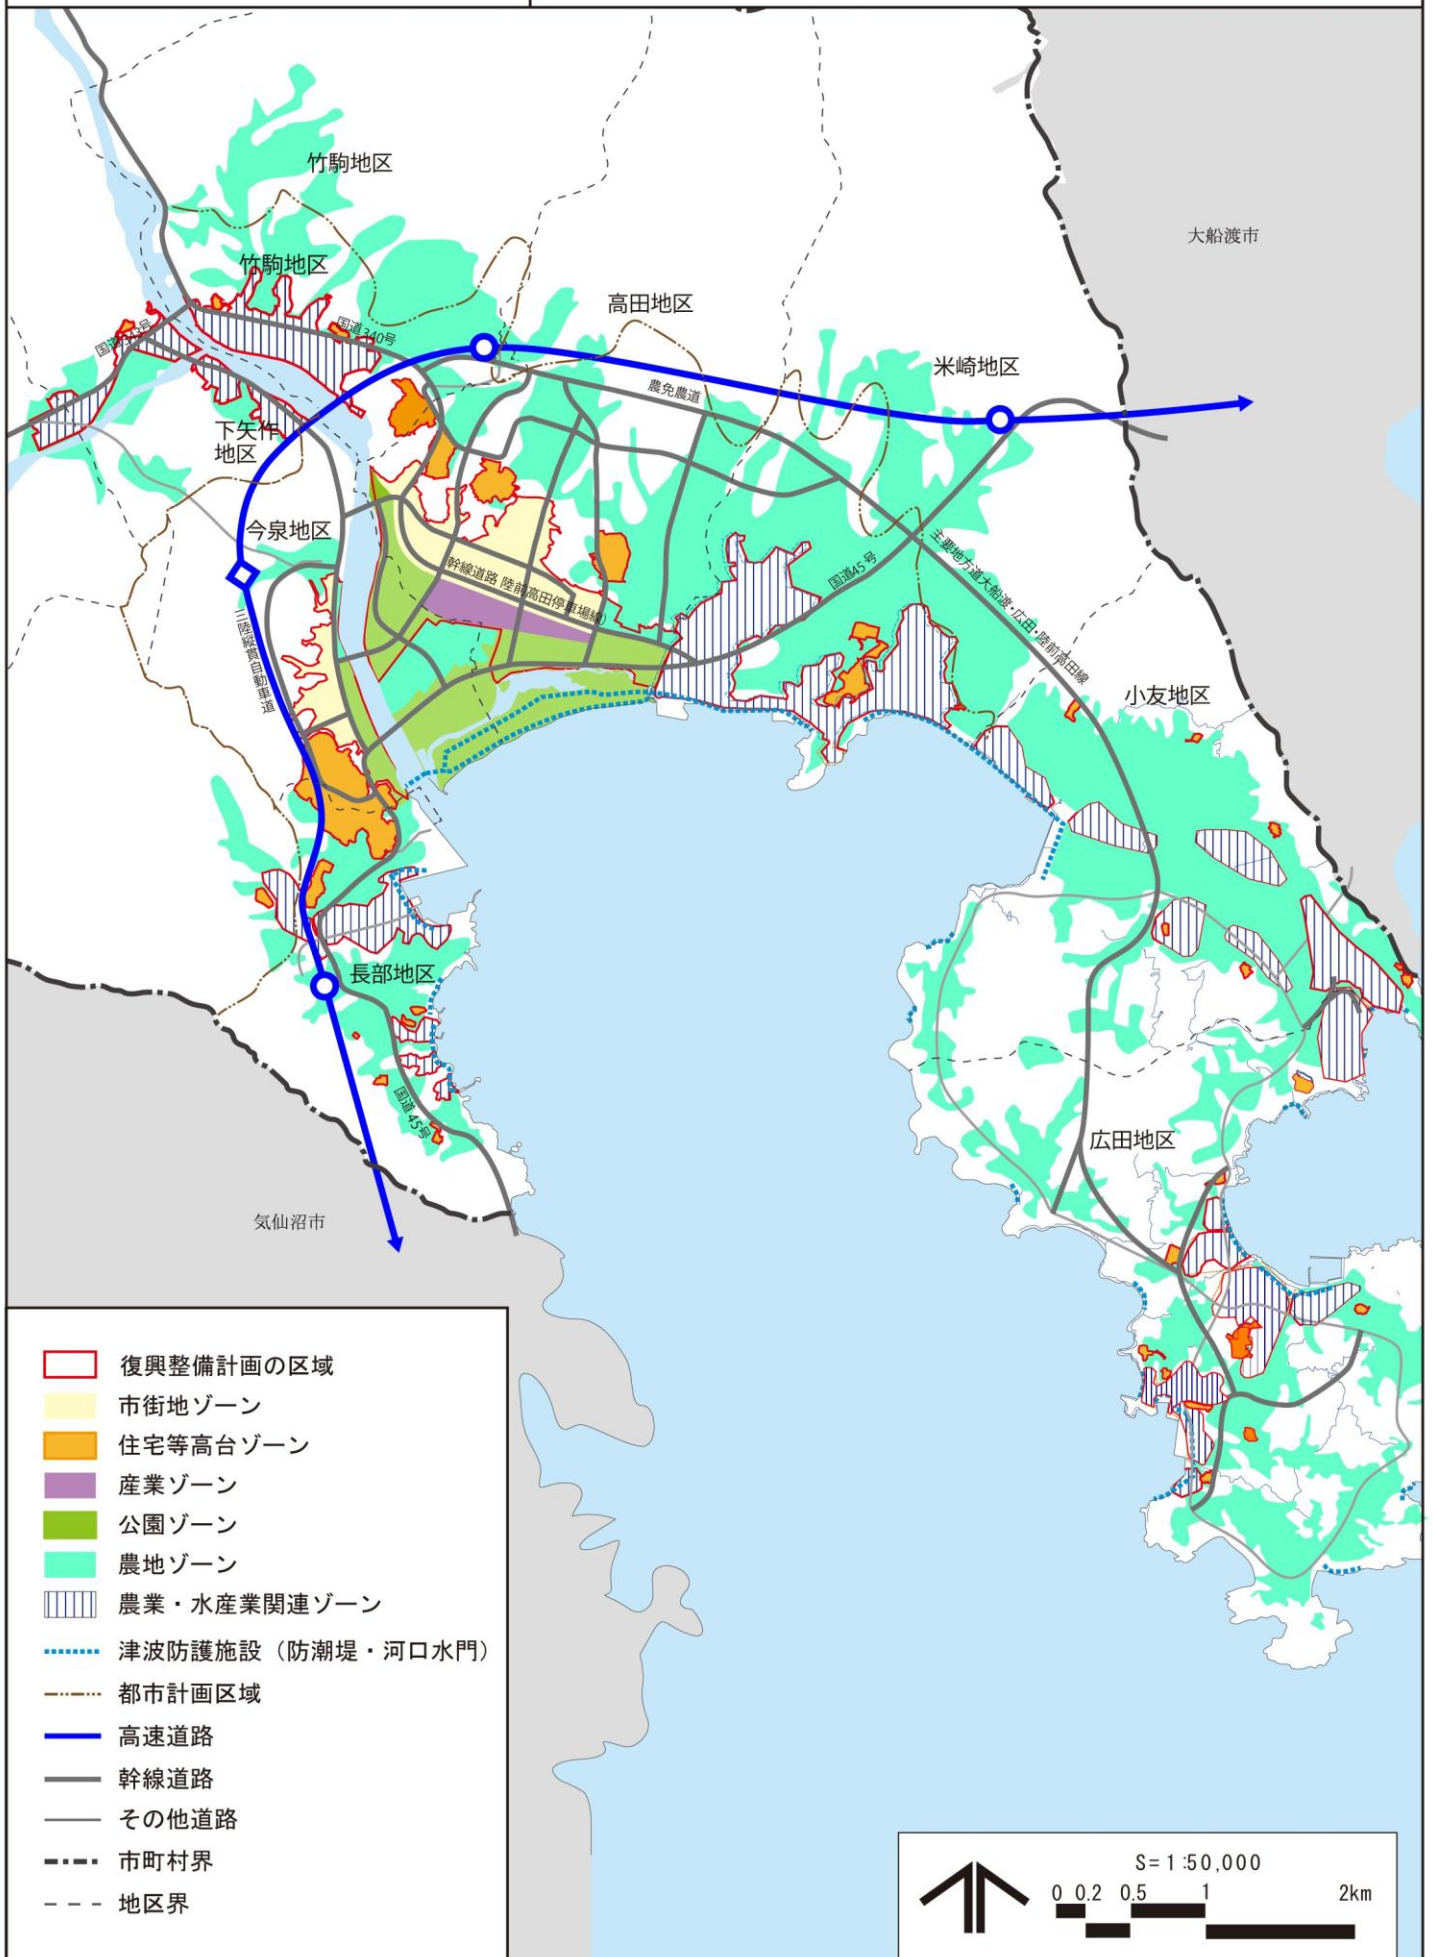 竹駒地区
大船渡市
竹駒地区
高田地区
国道343号
国道340号
米崎地区
農免農道
下矢作
地区
今泉地区
幹線道路 陸前高田停車場線）
国道45号
主要地方道大船渡・広田・陸前高田線
三陸縦貫自動車道
小友地区
長部地区
国道45号
広田地区
気仙沼市
復興整備計画の区域
市街地ゾーン
住宅等高台ゾーン
産業ゾーン
公園ゾーン
農地ゾーン
農業・水産業関連ゾーン
津波防護施設（防潮堤・河口水門）
都市計画区域
高速道路
幹線道路
その他道路
市町村界
地区界
S=1:50,000
0 0.2 0.5 1 2km